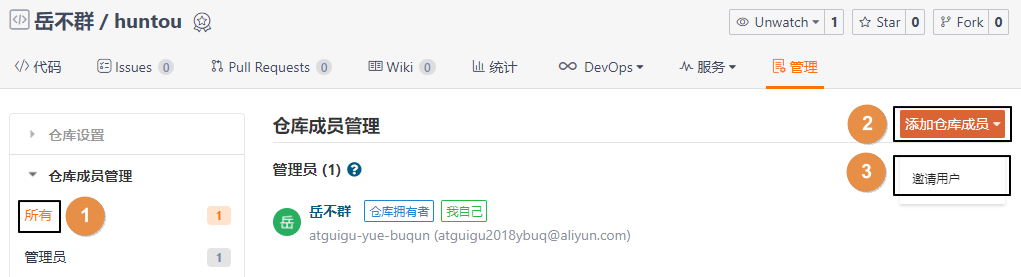 岳不群 / huntou
Unwatch 1 Star 0 Fork 0
代码 Issues 0 Pull Requests 0 Wiki 0 统计 DevOps 服务 管理
仓库设置
仓库成员管理
所有 1
1
管理员 1
仓库成员管理
2
添加仓库成员
管理员 (1) ?
3
邀请用户
岳
岳不群 仓库拥有者 我自己
atguigu-yue-buqun (atguigu2018ybuq@aliyun.com)